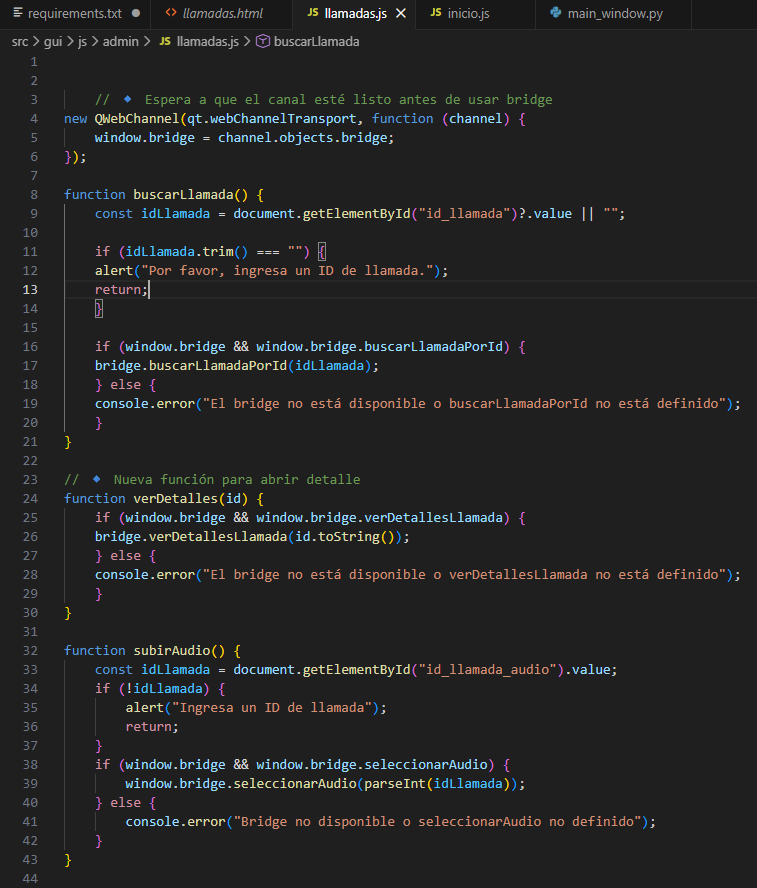 requirements.txt llamadas.html JS llamadas.js JS inicio.js main_window.py
src > gui > js > admin > JS llamadas.js > buscarLlamada
1
2
3 // 🔹 Espera a que el canal esté listo antes de usar bridge
4 new QWebChannel(qt.webChannelTransport, function (channel) {
5     window.bridge = channel.objects.bridge;
6 });
7
8 function buscarLlamada() {
9     const idLlamada = document.getElementById("id_llamada")?.value || "";
10
11     if (idLlamada.trim() === "") {
12     alert("Por favor, ingresa un ID de llamada.");
13     return;
14     }
15
16     if (window.bridge && window.bridge.buscarLlamadaPorId) {
17     bridge.buscarLlamadaPorId(idLlamada);
18     } else {
19     console.error("El bridge no está disponible o buscarLlamadaPorId no está definido");
20     }
21 }
22
23 // 🔹 Nueva función para abrir detalle
24 function verDetalles(id) {
25     if (window.bridge && window.bridge.verDetallesLlamada) {
26     bridge.verDetallesLlamada(id.toString());
27     } else {
28     console.error("El bridge no está disponible o verDetallesLlamada no está definido");
29     }
30 }
31
32 function subirAudio() {
33     const idLlamada = document.getElementById("id_llamada_audio").value;
34     if (!idLlamada) {
35         alert("Ingresa un ID de llamada");
36         return;
37     }
38     if (window.bridge && window.bridge.seleccionarAudio) {
39         window.bridge.seleccionarAudio(parseInt(idLlamada));
40     } else {
41         console.error("Bridge no disponible o seleccionarAudio no definido");
42     }
43 }
44